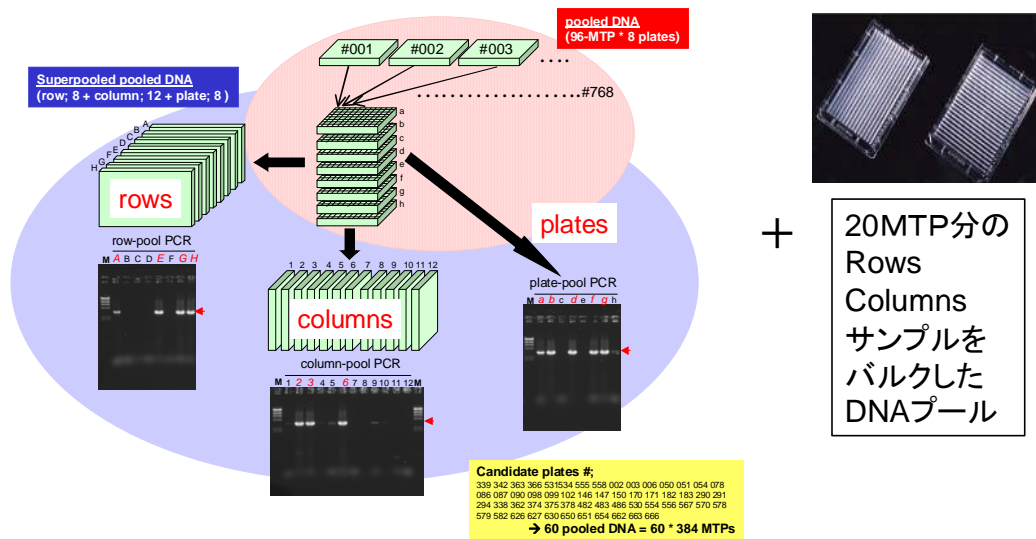 pooled DNA
(96-MTP * 8 plates)
#001
#002
#003
....
......................#768
Superpooled pooled DNA
(row; 8 + column; 12 + plate; 8 )
a
b
c
d
e
f
g
h
A
B
C
D
E
F
G
H
rows
plates
row-pool PCR
M A B C D E F G H
1 2 3 4 5 6 7 8 9 10 11 12
columns
column-pool PCR
M 1 2 3 4 5 6 7 8 9 10 11 12 M
plate-pool PCR
M a b c d e f g h
Candidate plates #;
339 342 363 366 531534 555 558 002 003 006 050 051 054 078
086 087 090 098 099 102 146 147 150 170 171 182 183 290 291
294 338 362 374 375 378 482 483 486 530 554 556 567 570 578
579 582 626 627 630 650 651 654 662 663 666
→ 60 pooled DNA = 60 * 384 MTPs
+
20MTP分の
Rows
Columns
サンプルを
バルクした
DNAプール